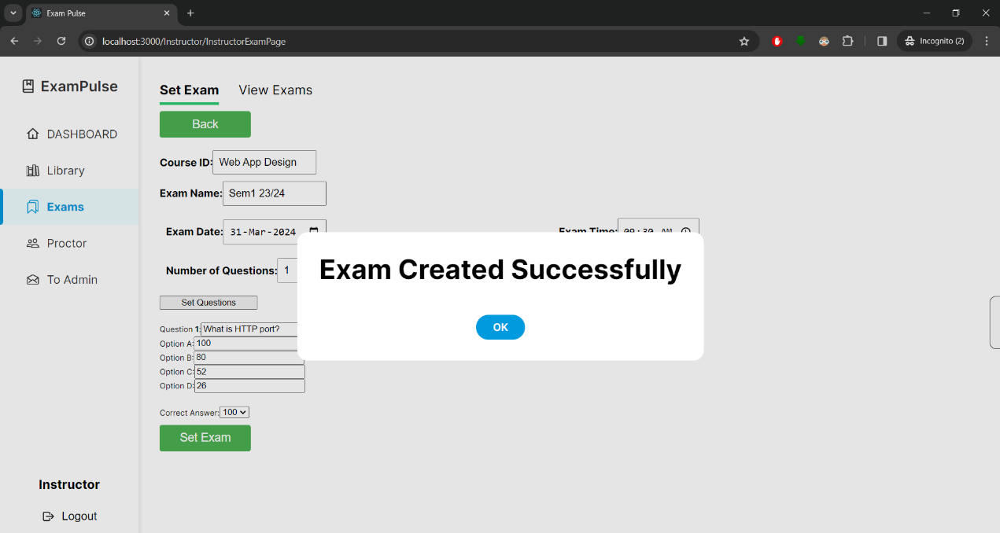 Exam Pulse
localhost:3000/Instructor/InstructorExamPage
Incognito (2)
ExamPulse
DASHBOARD
Library
Exams
Proctor
To Admin
Instructor
Logout
Set Exam View Exams
Back
Course ID: Web App Design
Exam Name: Sem1 23/24
Exam Date: 31-Mar-2024 Exam Time: 09:30 AM
Number of Questions: 1
Set Questions
Question 1: What is HTTP port?
Option A: 100
Option B: 80
Option C: 52
Option D: 26
Correct Answer: 100
Set Exam
Exam Created Successfully
OK